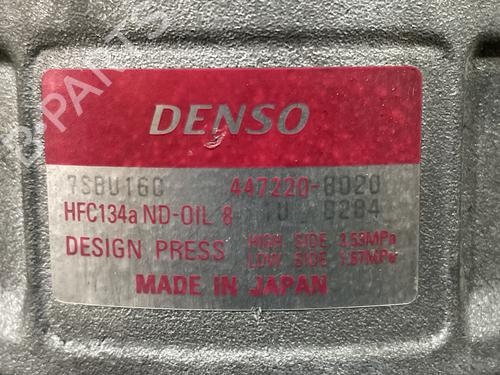 DENSO
7SBU16C 447220-8020
HFC134a ND-OIL 8
DESIGN PRESS HIGH SIDE 3.53MPa
LOW SIDE 1.67MPa
MADE IN JAPAN
B-PARTS